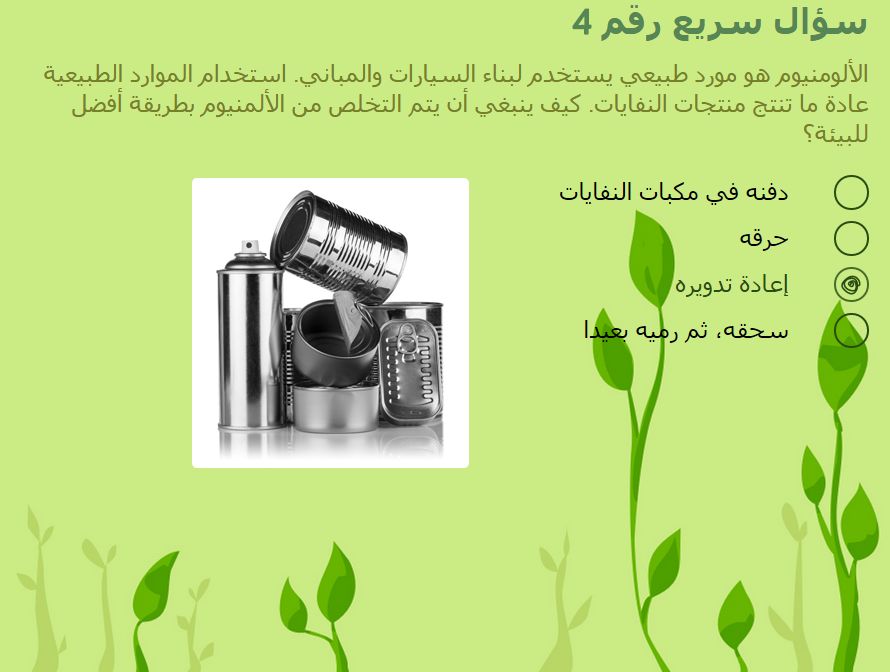 سؤال سريع رقم 4
الألومنيوم هو مورد طبيعي يستخدم لبناء السيارات والمباني. استخدام الموارد الطبيعية
عادة ما تنتج منتجات النفايات. كيف ينبغي أن يتم التخلص من الألمنيوم بطريقة أفضل
للبيئة؟
دفنه في مكبات النفايات
حرقه
إعادة تدويره
سحقه، ثم رميه بعيدا